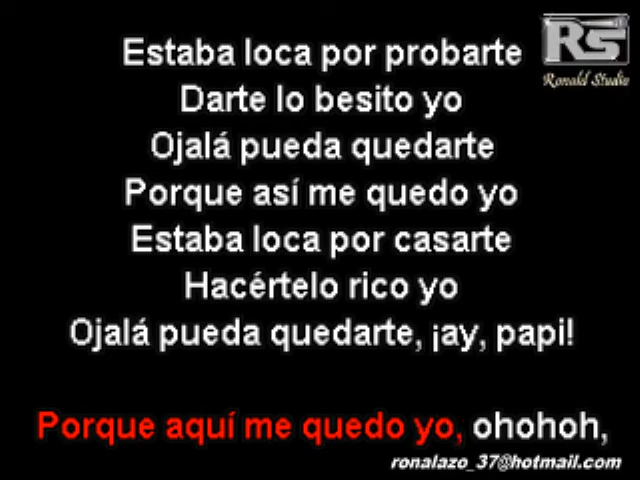 RS
Ronald Studio
Estaba loca por probarte
Darte lo besito yo
Ojalá pueda quedarte
Porque así me quedo yo
Estaba loca por casarte
Hacértelo rico yo
Ojalá pueda quedarte, ¡ay, papi!
Porque aquí me quedo yo, ohohoh,
ronalazo_37@hotmail.com